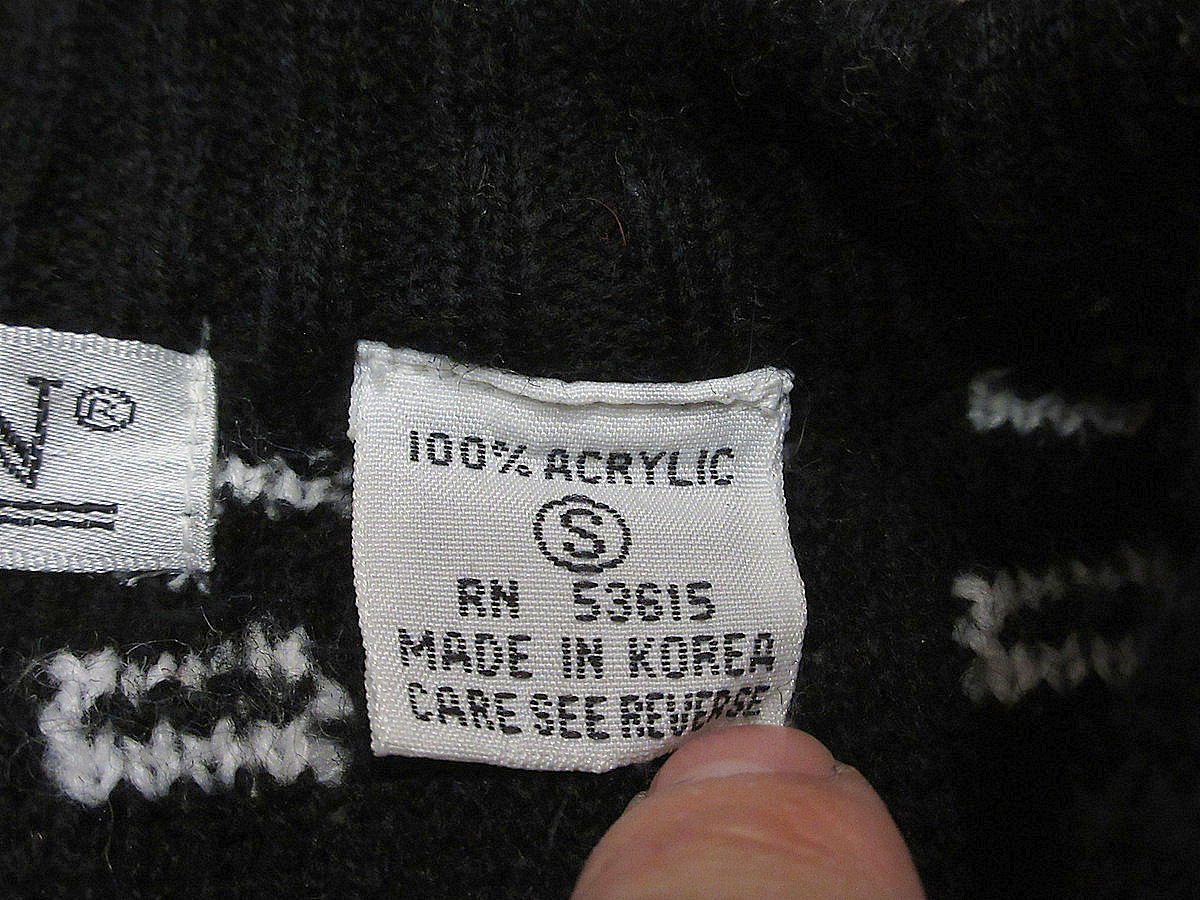 N®
100% ACRYLIC
S
RN 53615
MADE IN KOREA
CARE SEE REVERSE